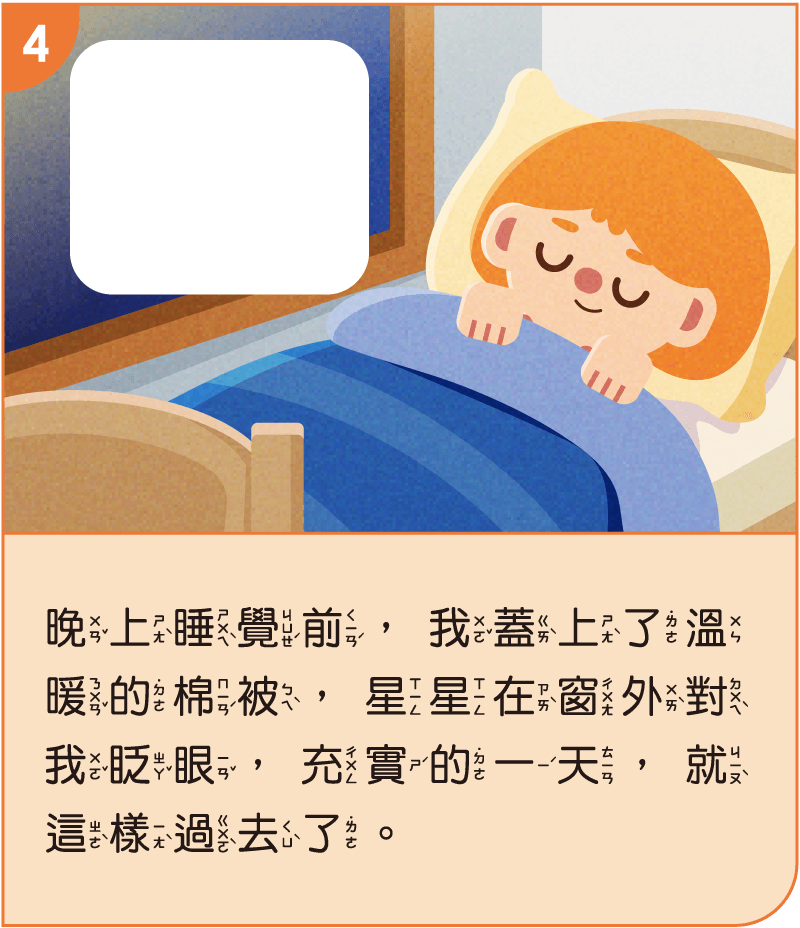 4
晚上睡覺前，我蓋上了溫
暖的棉被，星星在窗外對
我眨眼，充實的一天，就
這樣過去了。